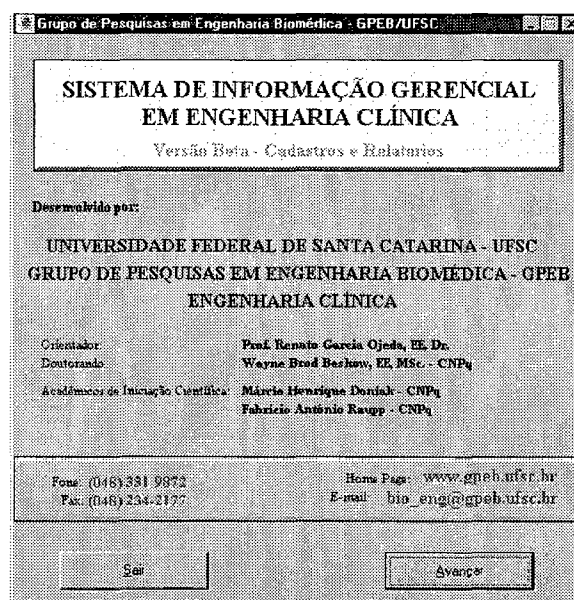 Grupo de Pesquisas em Engenharia Biomédica - GPEB/UFSC
SISTEMA DE INFORMAÇÃO GERENCIAL
EM ENGENHARIA CLÍNICA
Versão Beta - Cadastros e Relatorios
Desenvolvido por:
UNIVERSIDADE FEDERAL DE SANTA CATARINA - UFSC
GRUPO DE PESQUISAS EM ENGENHARIA BIOMÉDICA - GPEB
ENGENHARIA CLÍNICA
Orientador: Prof. Renato Garcia Ojeda, EE, Dr.
Doutorando Wayne Brod Beskow, EE, MSc. - CNPq
Acadêmicos de Iniciação Científica: Márcio Henrique Doniak - CNPq
Fabrício Antônio Raupp - CNPq
Fone: (048) 331-9872 Home Page: www.gpeb.ufsc.br
Fax: (048) 234-2177 E-mail: bio_eng@gpeb.ufsc.br
Sair Avançar